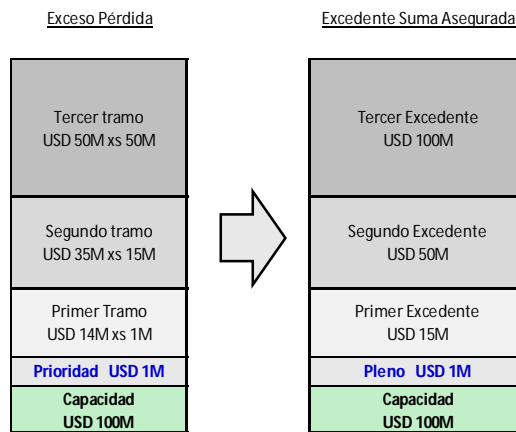 Exceso Pérdida
Tercer tramo
USD 50M xs 50M
Segundo tramo
USD 35M xs 15M
Primer Tramo
USD 14M xs 1M
Prioridad USD 1M
Capacidad
USD 100M
Excedente Suma Asegurada
Tercer Excedente
USD 100M
Segundo Excedente
USD 50M
Primer Excedente
USD 15M
Pleno USD 1M
Capacidad
USD 100M